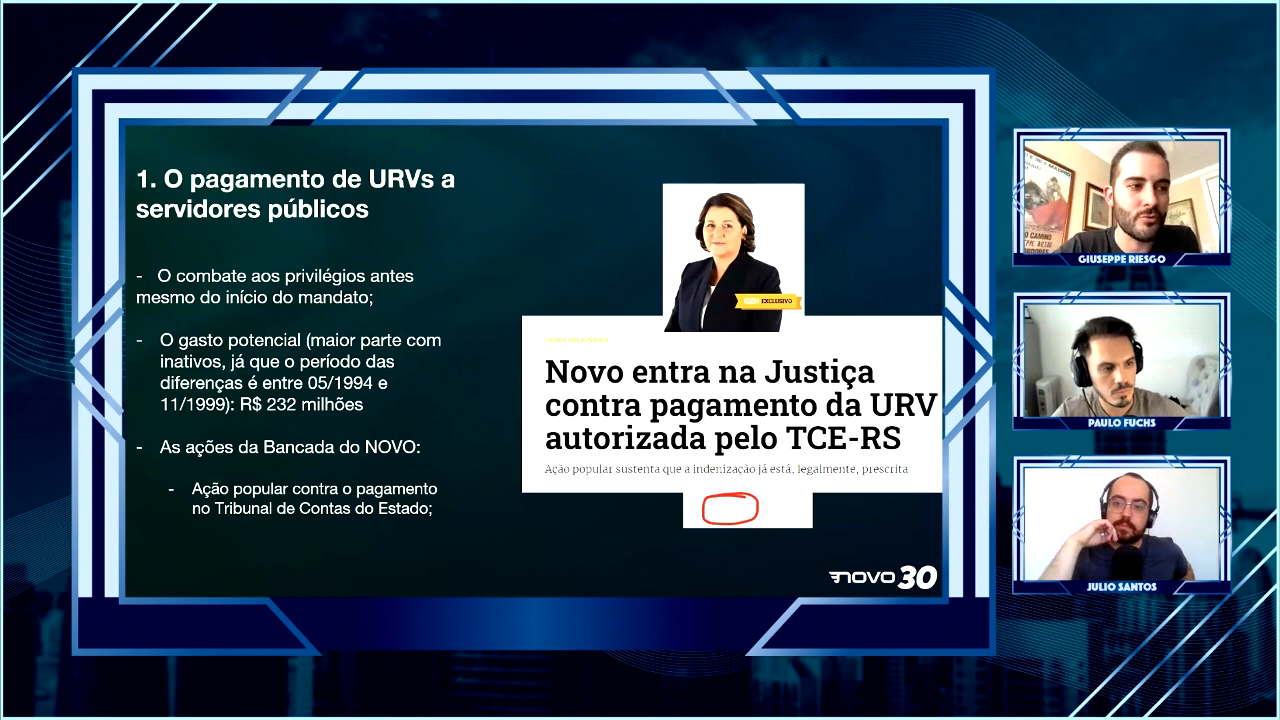 1. O pagamento de URVs a
servidores públicos
- O combate aos privilégios antes
mesmo do início do mandato;
- O gasto potencial (maior parte com
inativos, já que o período das
diferenças é entre 05/1994 e
11/1999): R$ 232 milhões
- As ações da Bancada do NOVO:
- Ação popular contra o pagamento
no Tribunal de Contas do Estado;
EXCLUSIVO
Novo entra na Justiça
contra pagamento da URV
autorizada pelo TCE-RS
Ação popular sustenta que a indenização já está, legalmente, prescrita
NOVO 30
GIUSEPPE RIESGO
PAULO FUCHS
JULIO SANTOS